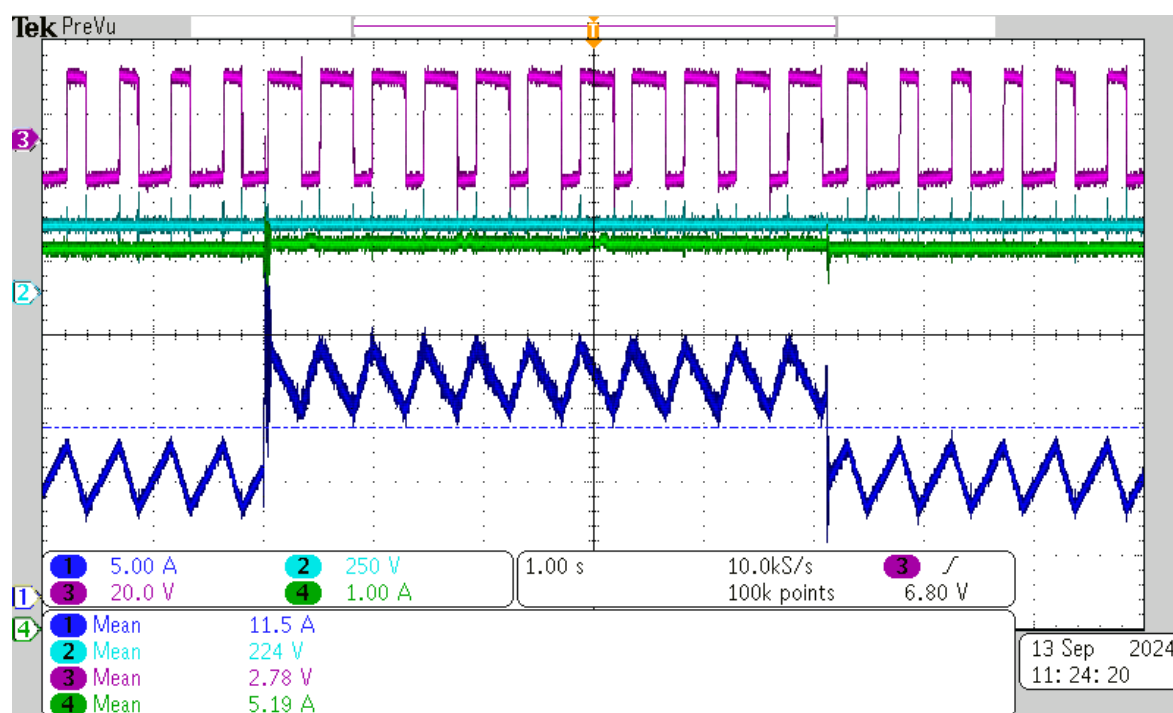 Tek PreVu
T
3
2
1 5.00 A 2 250 V
3 20.0 V 4 1.00 A
1.00 s 10.0kS/s 3
100k points 6.80 V
1
4
1 Mean 11.5 A
2 Mean 224 V
3 Mean 2.78 V
4 Mean 5.19 A
13 Sep 2024
11:24:20